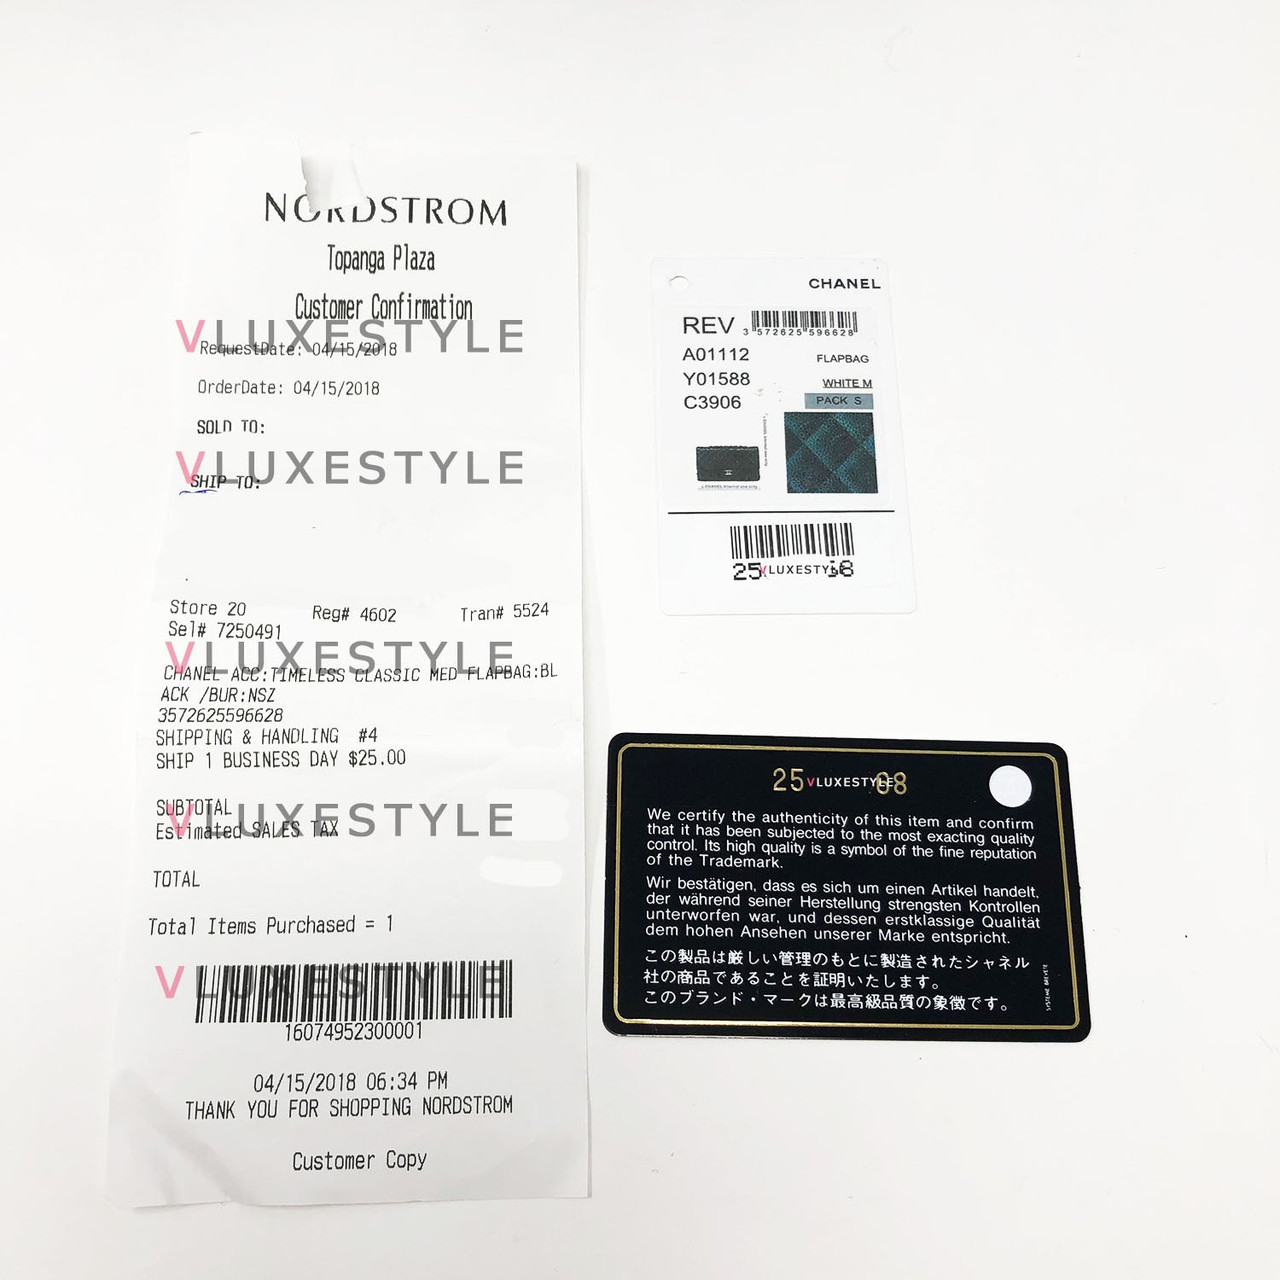 NORDSTROM
Topanga Plaza
Customer Confirmation
VLUXESTYLE
RequestDate: 04/15/2018
OrderDate: 04/15/2018
SOLD TO:
VLUXESTYLE
SHIP TO:
Store 20 Reg# 4602 Tran# 5524
Sel# 7250491
VLUXESTYLE
CHANEL ACC:TIMELESS CLASSIC MED FLAPBAG:BL
ACK /BUR:NSZ
3572625596628
SHIPPING & HANDLING #4
SHIP 1 BUSINESS DAY $25.00
SUBTOTAL
VLUXESTYLE
Estimated SALES TAX
TOTAL
Total Items Purchased = 1
VLUXESTYLE
16074952300001
04/15/2018 06:34 PM
THANK YOU FOR SHOPPING NORDSTROM
Customer Copy
CHANEL
REV 3 572625 596628
A01112 FLAPBAG
Y01588 WHITE M
C3906 PACK S
25 VLUXESTYLE 8
25 VLUXESTYLE 08
We certify the authenticity of this item and confirm
that it has been subjected to the most exacting quality
control. Its high quality is a symbol of the fine reputation
of the Trademark.
Wir bestätigen, dass es sich um einen Artikel handelt,
der während seiner Herstellung strengsten Kontrollen
unterworfen war, und dessen erstklassige Qualität
dem hohen Ansehen unserer Marke entspricht.
この製品は厳しい管理のもとに製造されたシャネル
社の商品であることを証明いたします。
このブランド・マークは最高級品質の象徴です。
SYSTEME BREVETE